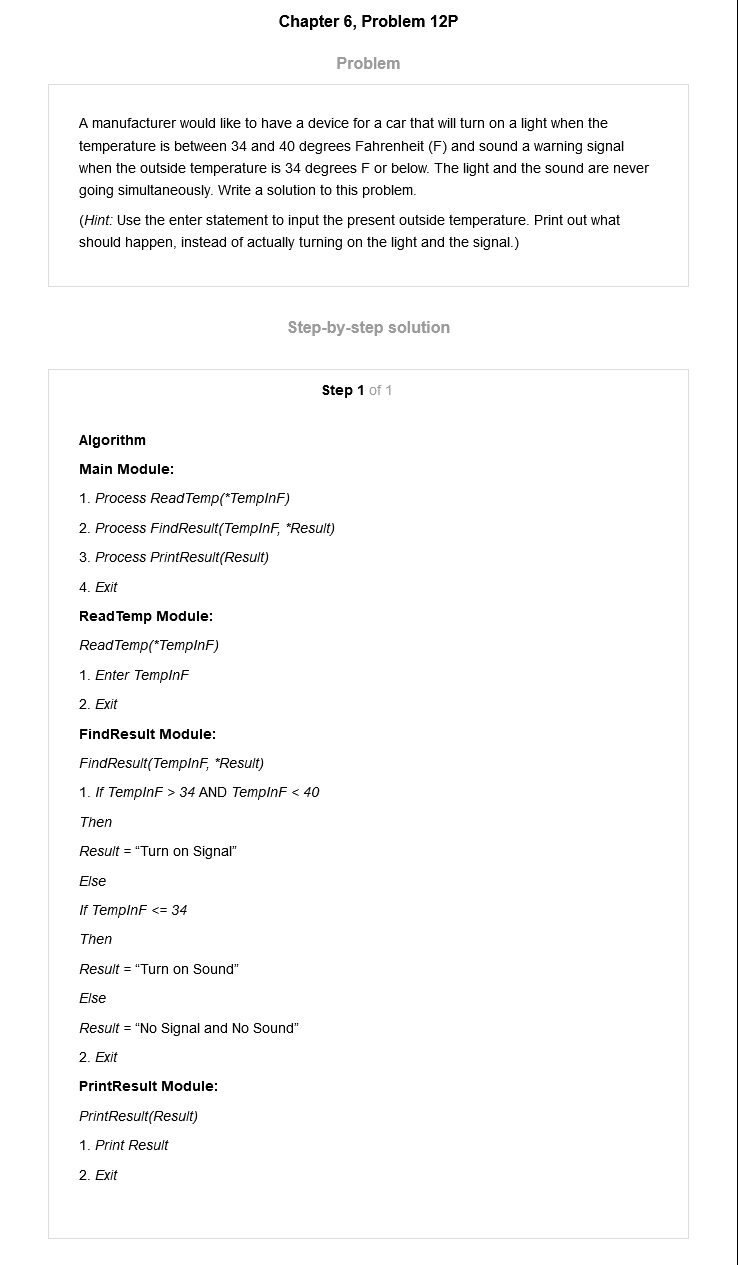 Chapter 6, Problem 12P
Problem
A manufacturer would like to have a device for a car that will turn on a light when the
temperature is between 34 and 40 degrees Fahrenheit (F) and sound a warning signal
when the outside temperature is 34 degrees F or below. The light and the sound are never
going simultaneously. Write a solution to this problem.
(Hint: Use the enter statement to input the present outside temperature. Print out what
should happen, instead of actually turning on the light and the signal.)
Step-by-step solution
Step 1 of 1
Algorithm
Main Module:
1. Process ReadTemp(*TempInF)
2. Process FindResult(TempInF, *Result)
3. Process PrintResult(Result)
4. Exit
ReadTemp Module:
ReadTemp(*TempInF)
1. Enter TempInF
2. Exit
FindResult Module:
FindResult(TempInF, *Result)
1. If TempInF > 34 AND TempInF < 40
Then
Result = “Turn on Signal”
Else
If TempInF <= 34
Then
Result = “Turn on Sound”
Else
Result = “No Signal and No Sound”
2. Exit
PrintResult Module:
PrintResult(Result)
1. Print Result
2. Exit